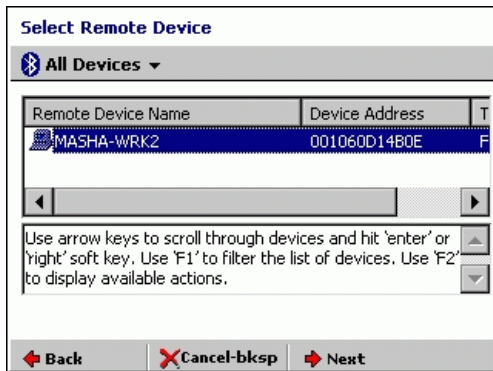 Select Remote Device
All Devices
Remote Device Name Device Address T
MASHA-WRK2 001060D14B0E F
Use arrow keys to scroll through devices and hit 'enter' or
'right' soft key. Use 'F1' to filter the list of devices. Use 'F2'
to display available actions.
Back Cancel-bksp Next